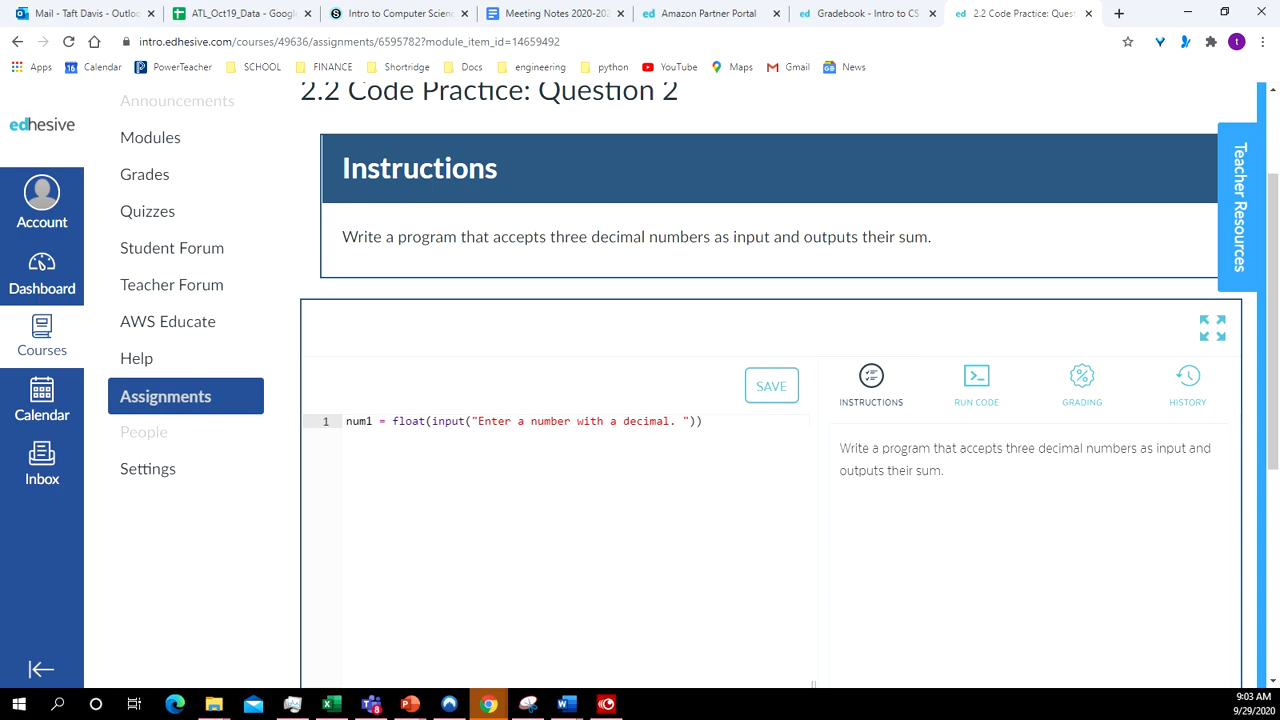 Mail - Taft Davis - Outloo
ATL_Oct19_Data - Google
Intro to Computer Scienc
Meeting Notes 2020-202
Amazon Partner Portal
Gradebook - Intro to CS
2.2 Code Practice: Quest
intro.edhesive.com/courses/49636/assignments/6595782?module_item_id=14659492
t
Apps
Calendar
PowerTeacher
SCHOOL
FINANCE
Shortridge
Docs
engineering
python
YouTube
Maps
Gmail
News
edhesive
Account
Dashboard
Courses
Calendar
Inbox
Announcements
Modules
Grades
Quizzes
Student Forum
Teacher Forum
AWS Educate
Help
Assignments
People
Settings
2.2 Code Practice: Question 2
Instructions
Write a program that accepts three decimal numbers as input and outputs their sum.
Teacher Resources
SAVE
1 num1 = float(input("Enter a number with a decimal. "))
INSTRUCTIONS
RUN CODE
GRADING
HISTORY
Write a program that accepts three decimal numbers as input and
outputs their sum.
9:03 AM
9/29/2020